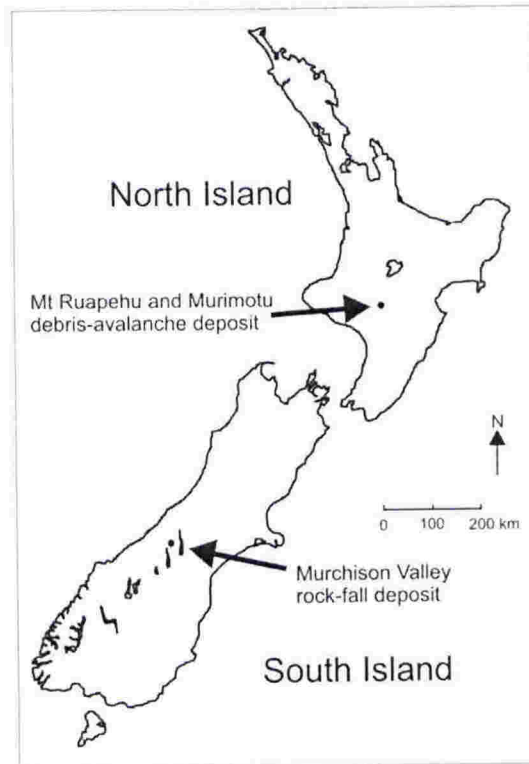 North Island
Mt Ruapehu and Murimotu
debris-avalanche deposit
N
0 100 200 km
Murchison Valley
rock-fall deposit
South Island